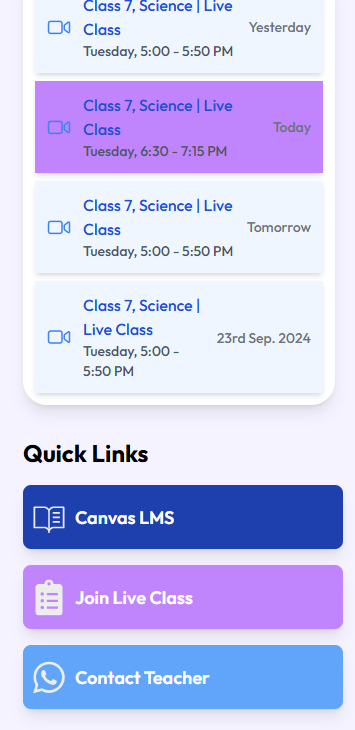 Class 7, Science | Live
Class
Yesterday
Tuesday, 5:00 - 5:50 PM
Class 7, Science | Live
Class
Today
Tuesday, 6:30 - 7:15 PM
Class 7, Science | Live
Class
Tomorrow
Tuesday, 5:00 - 5:50 PM
Class 7, Science |
Live Class
23rd Sep. 2024
Tuesday, 5:00 -
5:50 PM
Quick Links
Canvas LMS
Join Live Class
Contact Teacher